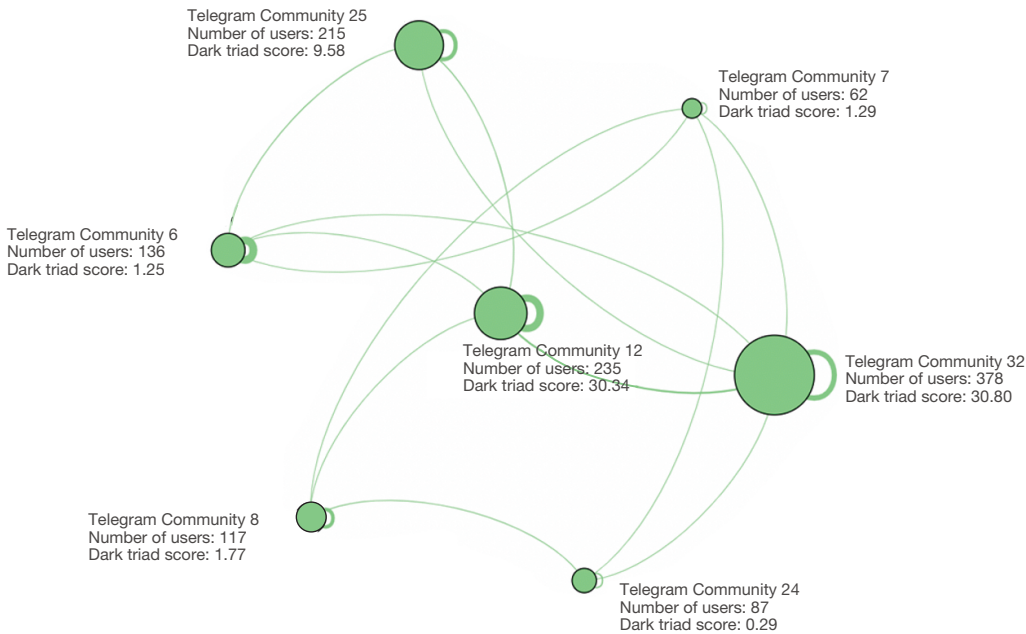 Telegram Community 25
Number of users: 215
Dark triad score: 9.58
Telegram Community 7
Number of users: 62
Dark triad score: 1.29
Telegram Community 6
Number of users: 136
Dark triad score: 1.25
Telegram Community 12
Number of users: 235
Dark triad score: 30.34
Telegram Community 32
Number of users: 378
Dark triad score: 30.80
Telegram Community 8
Number of users: 117
Dark triad score: 1.77
Telegram Community 24
Number of users: 87
Dark triad score: 0.29